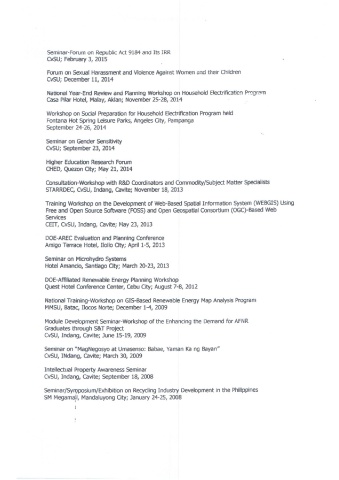 Seminar-Forum on Republic Act 9184 and Its IRR
CvSU; February 3, 2015
Forum on Sexual Harassment and Violence Against Women and their Children
CvSU; December 11, 2014
National Year-End Review and Planning Workshop on Household Electrification Program
Casa Pilar Hotel, Malay, Aklan; November 25-28, 2014
Workshop on Social Preparation for Household Electrification Program held
Fontana Hot Spring Leisure Parks, Angeles City, Pampanga
September 24-26, 2014
Seminar on Gender Sensitivity
CvSU; September 23, 2014
Higher Education Research Forum
CHED, Quezon City; May 21, 2014
Consultation-Workshop with R&D Coordinators and Commodity/Subject Matter Specialists
STARRDEC, CvSU, Indang, Cavite; November 18, 2013
Training Workshop on the Development of Web-Based Spatial Information System (WEBGIS) Using
Free and Open Source Software (FOSS) and Open Geospatial Consortium (OGC)-Based Web
Services
CEIT, CvSU, Indang, Cavite; May 23, 2013
DOE-AREC Evaluation and Planning Conference
Amigo Terrace Hotel, Iloilo City; April 1-5, 2013
Seminar on Microhydro Systems
Hotel Amancio, Santiago City; March 20-23, 2013
DOE-Affiliated Renewable Energy Planning Workshop
Quest Hotel Conference Center, Cebu City; August 7-8, 2012
National Training-Workshop on GIS-Based Renewable Energy Map Analysis Program
MMSU, Batac, Ilocos Norte; December 1-4, 2009
Module Development Seminar-Workshop of the Enhancing the Demand for AFNR
Graduates through S&T Project
CvSU, Indang, Cavite; June 15-19, 2009
Seminar on "MagNegosyo at Umasenso: Babae, Yaman Ka ng Bayan"
CvSU, INdang, Cavite; March 30, 2009
Intellectual Property Awareness Seminar
CvSU, Indang, Cavite; September 18, 2008
Seminar/Symposium/Exhibition on Recycling Industry Development in the Philippines
SM Megamall, Mandaluyong City; January 24-25, 2008